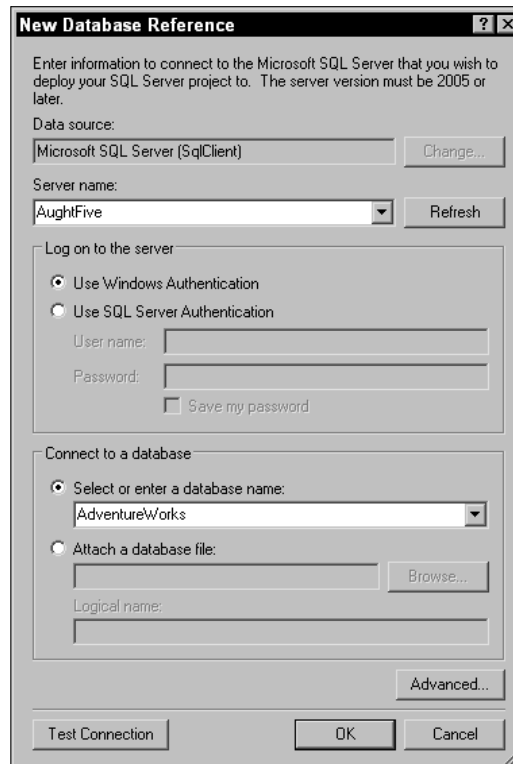 New Database Reference
? X
Enter information to connect to the Microsoft SQL Server that you wish to
deploy your SQL Server project to. The server version must be 2005 or
later.
Data source:
Microsoft SQL Server (SqlClient)
Change...
Server name:
AughtFive
Refresh
Log on to the server
Use Windows Authentication
Use SQL Server Authentication
User name:
Password:
Save my password
Connect to a database
Select or enter a database name:
AdventureWorks
Attach a database file:
Browse...
Logical name:
Advanced...
Test Connection
OK
Cancel